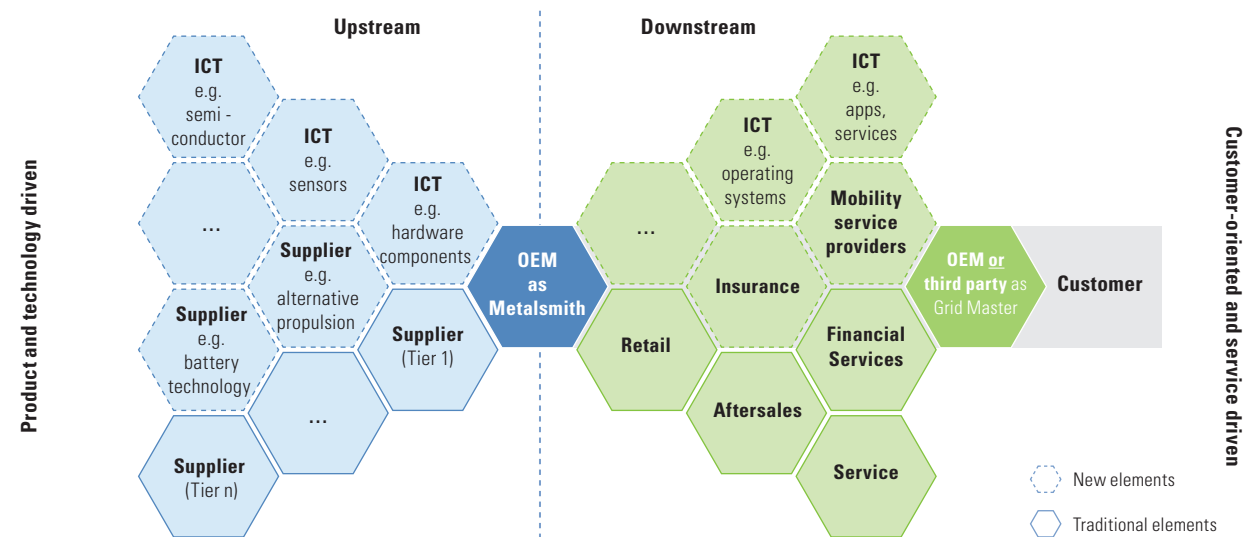 Upstream
Downstream
Product and technology driven
ICT
e.g.
semi -
conductor
ICT
e.g.
sensors
ICT
e.g.
hardware
components
...
Supplier
e.g.
alternative
propulsion
Supplier
e.g.
battery
technology
Supplier
(Tier 1)
...
Supplier
(Tier n)
OEM
as
Metalsmith
...
Retail
ICT
e.g.
operating
systems
Insurance
Aftersales
ICT
e.g.
apps,
services
Mobility
service
providers
Financial
Services
Service
OEM or
third party as
Grid Master
Customer
Customer-oriented and service driven
New elements
Traditional elements